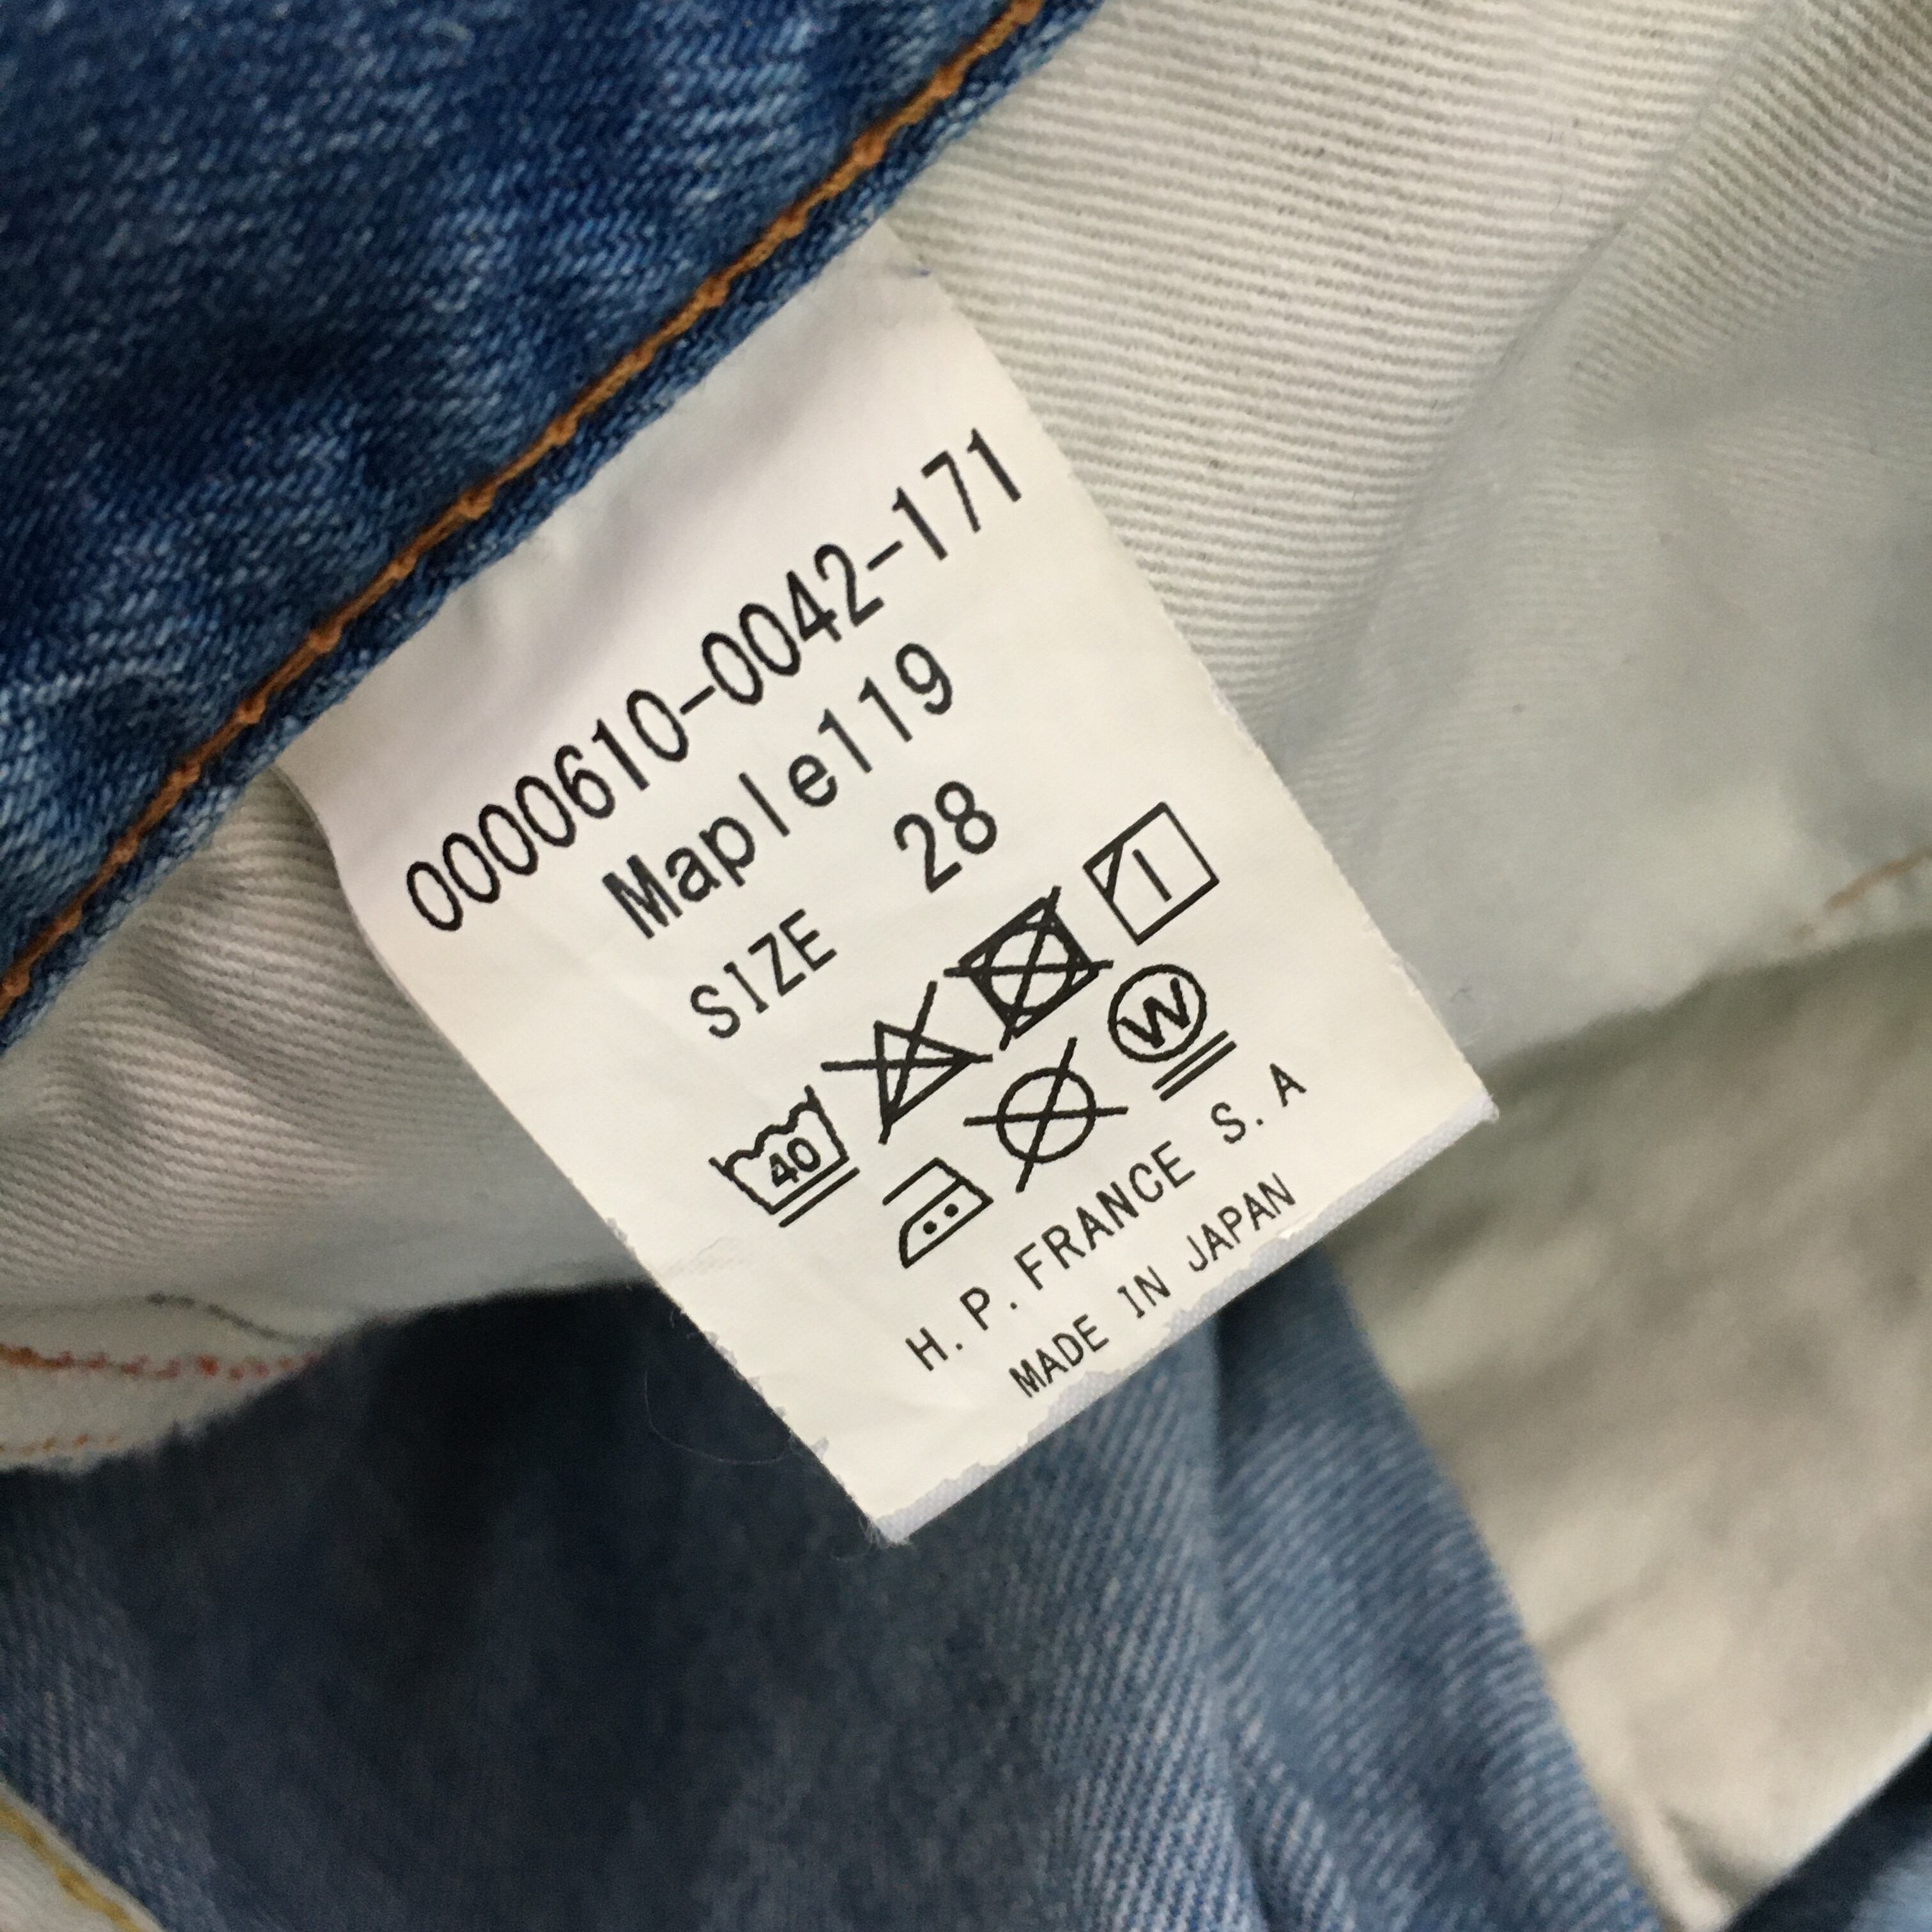 0000610-0042-171
Maple119
SIZE 28
40
W
H.P.FRANCE S.A
MADE IN JAPAN